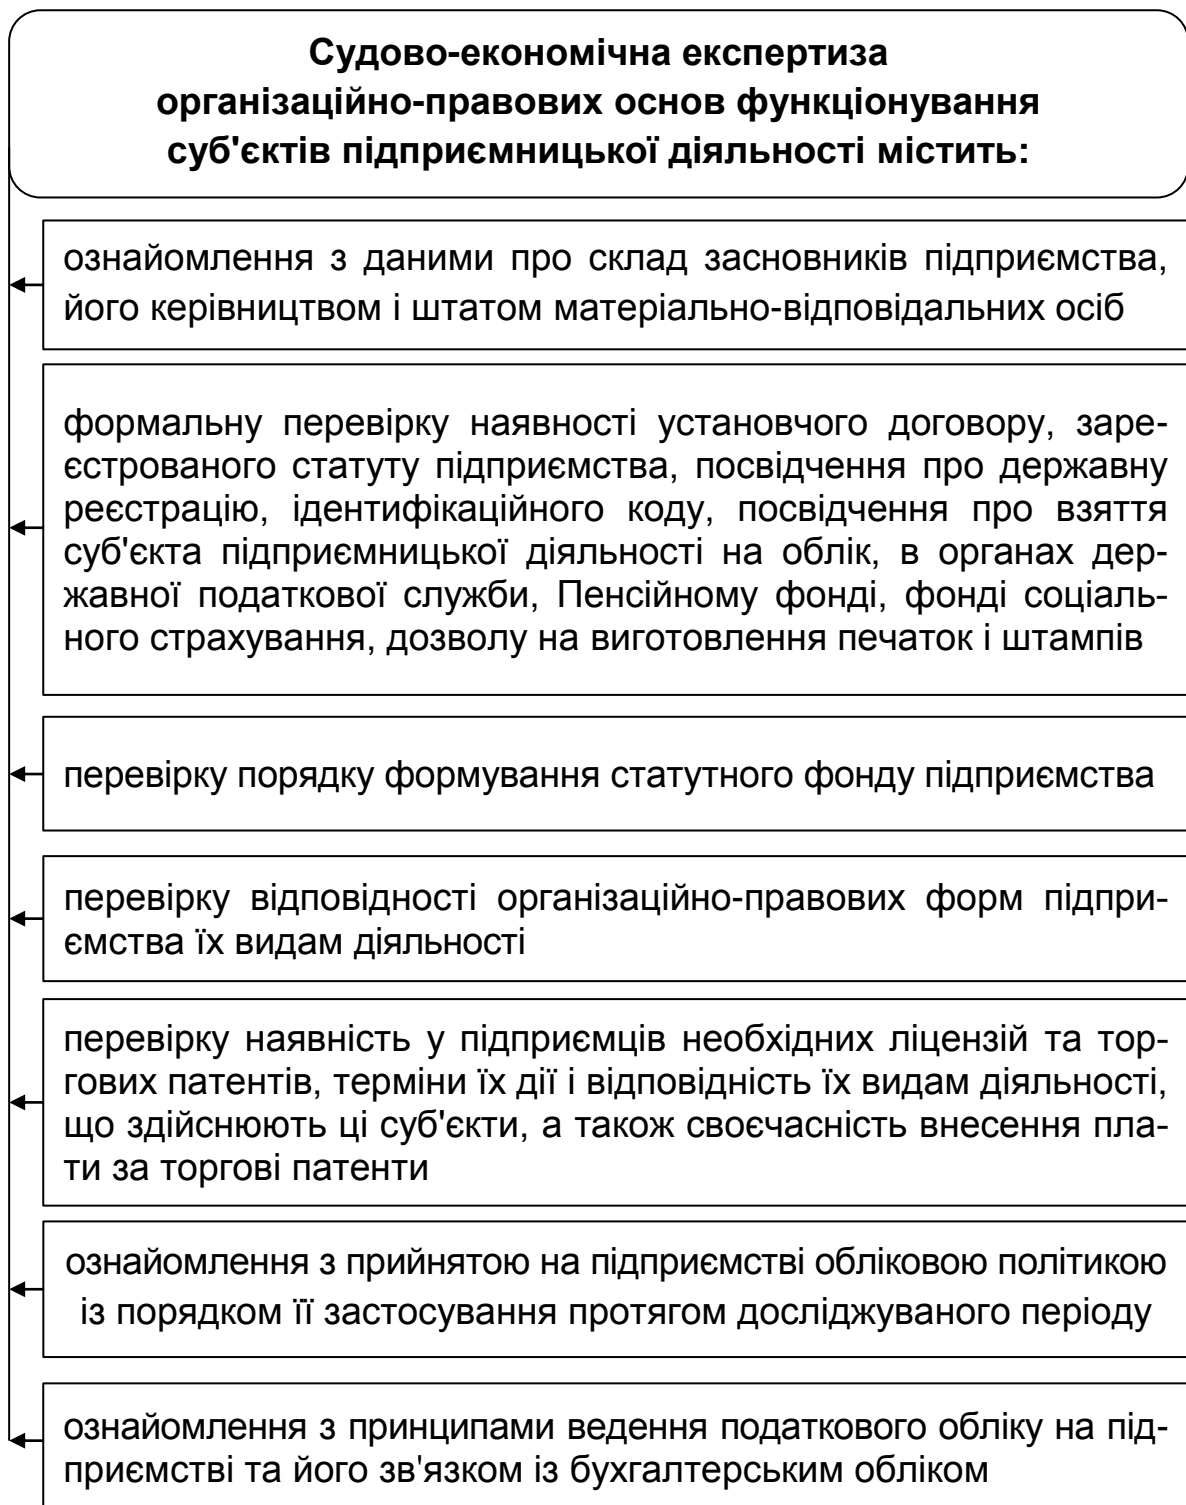 Судово-економічна експертиза
організаційно-правових основ функціонування
суб'єктів підприємницької діяльності містить:
ознайомлення з даними про склад засновників підприємства,
його керівництвом і штатом матеріально-відповідальних осіб
формальну перевірку наявності установчого договору, заре-
єстрованого статуту підприємства, посвідчення про державну
реєстрацію, ідентифікаційного коду, посвідчення про взяття
суб'єкта підприємницької діяльності на облік, в органах дер-
жавної податкової служби, Пенсійному фонді, фонді соціаль-
ного страхування, дозволу на виготовлення печаток і штампів
перевірку порядку формування статутного фонду підприємства
перевірку відповідності організаційно-правових форм підпри-
ємства їх видам діяльності
перевірку наявність у підприємців необхідних ліцензій та тор-
гових патентів, терміни їх дії і відповідність їх видам діяльності,
що здійснюють ці суб'єкти, а також своєчасність внесення пла-
ти за торгові патенти
ознайомлення з прийнятою на підприємстві обліковою політикою
із порядком її застосування протягом досліджуваного періоду
ознайомлення з принципами ведення податкового обліку на під-
приємстві та його зв'язком із бухгалтерським обліком